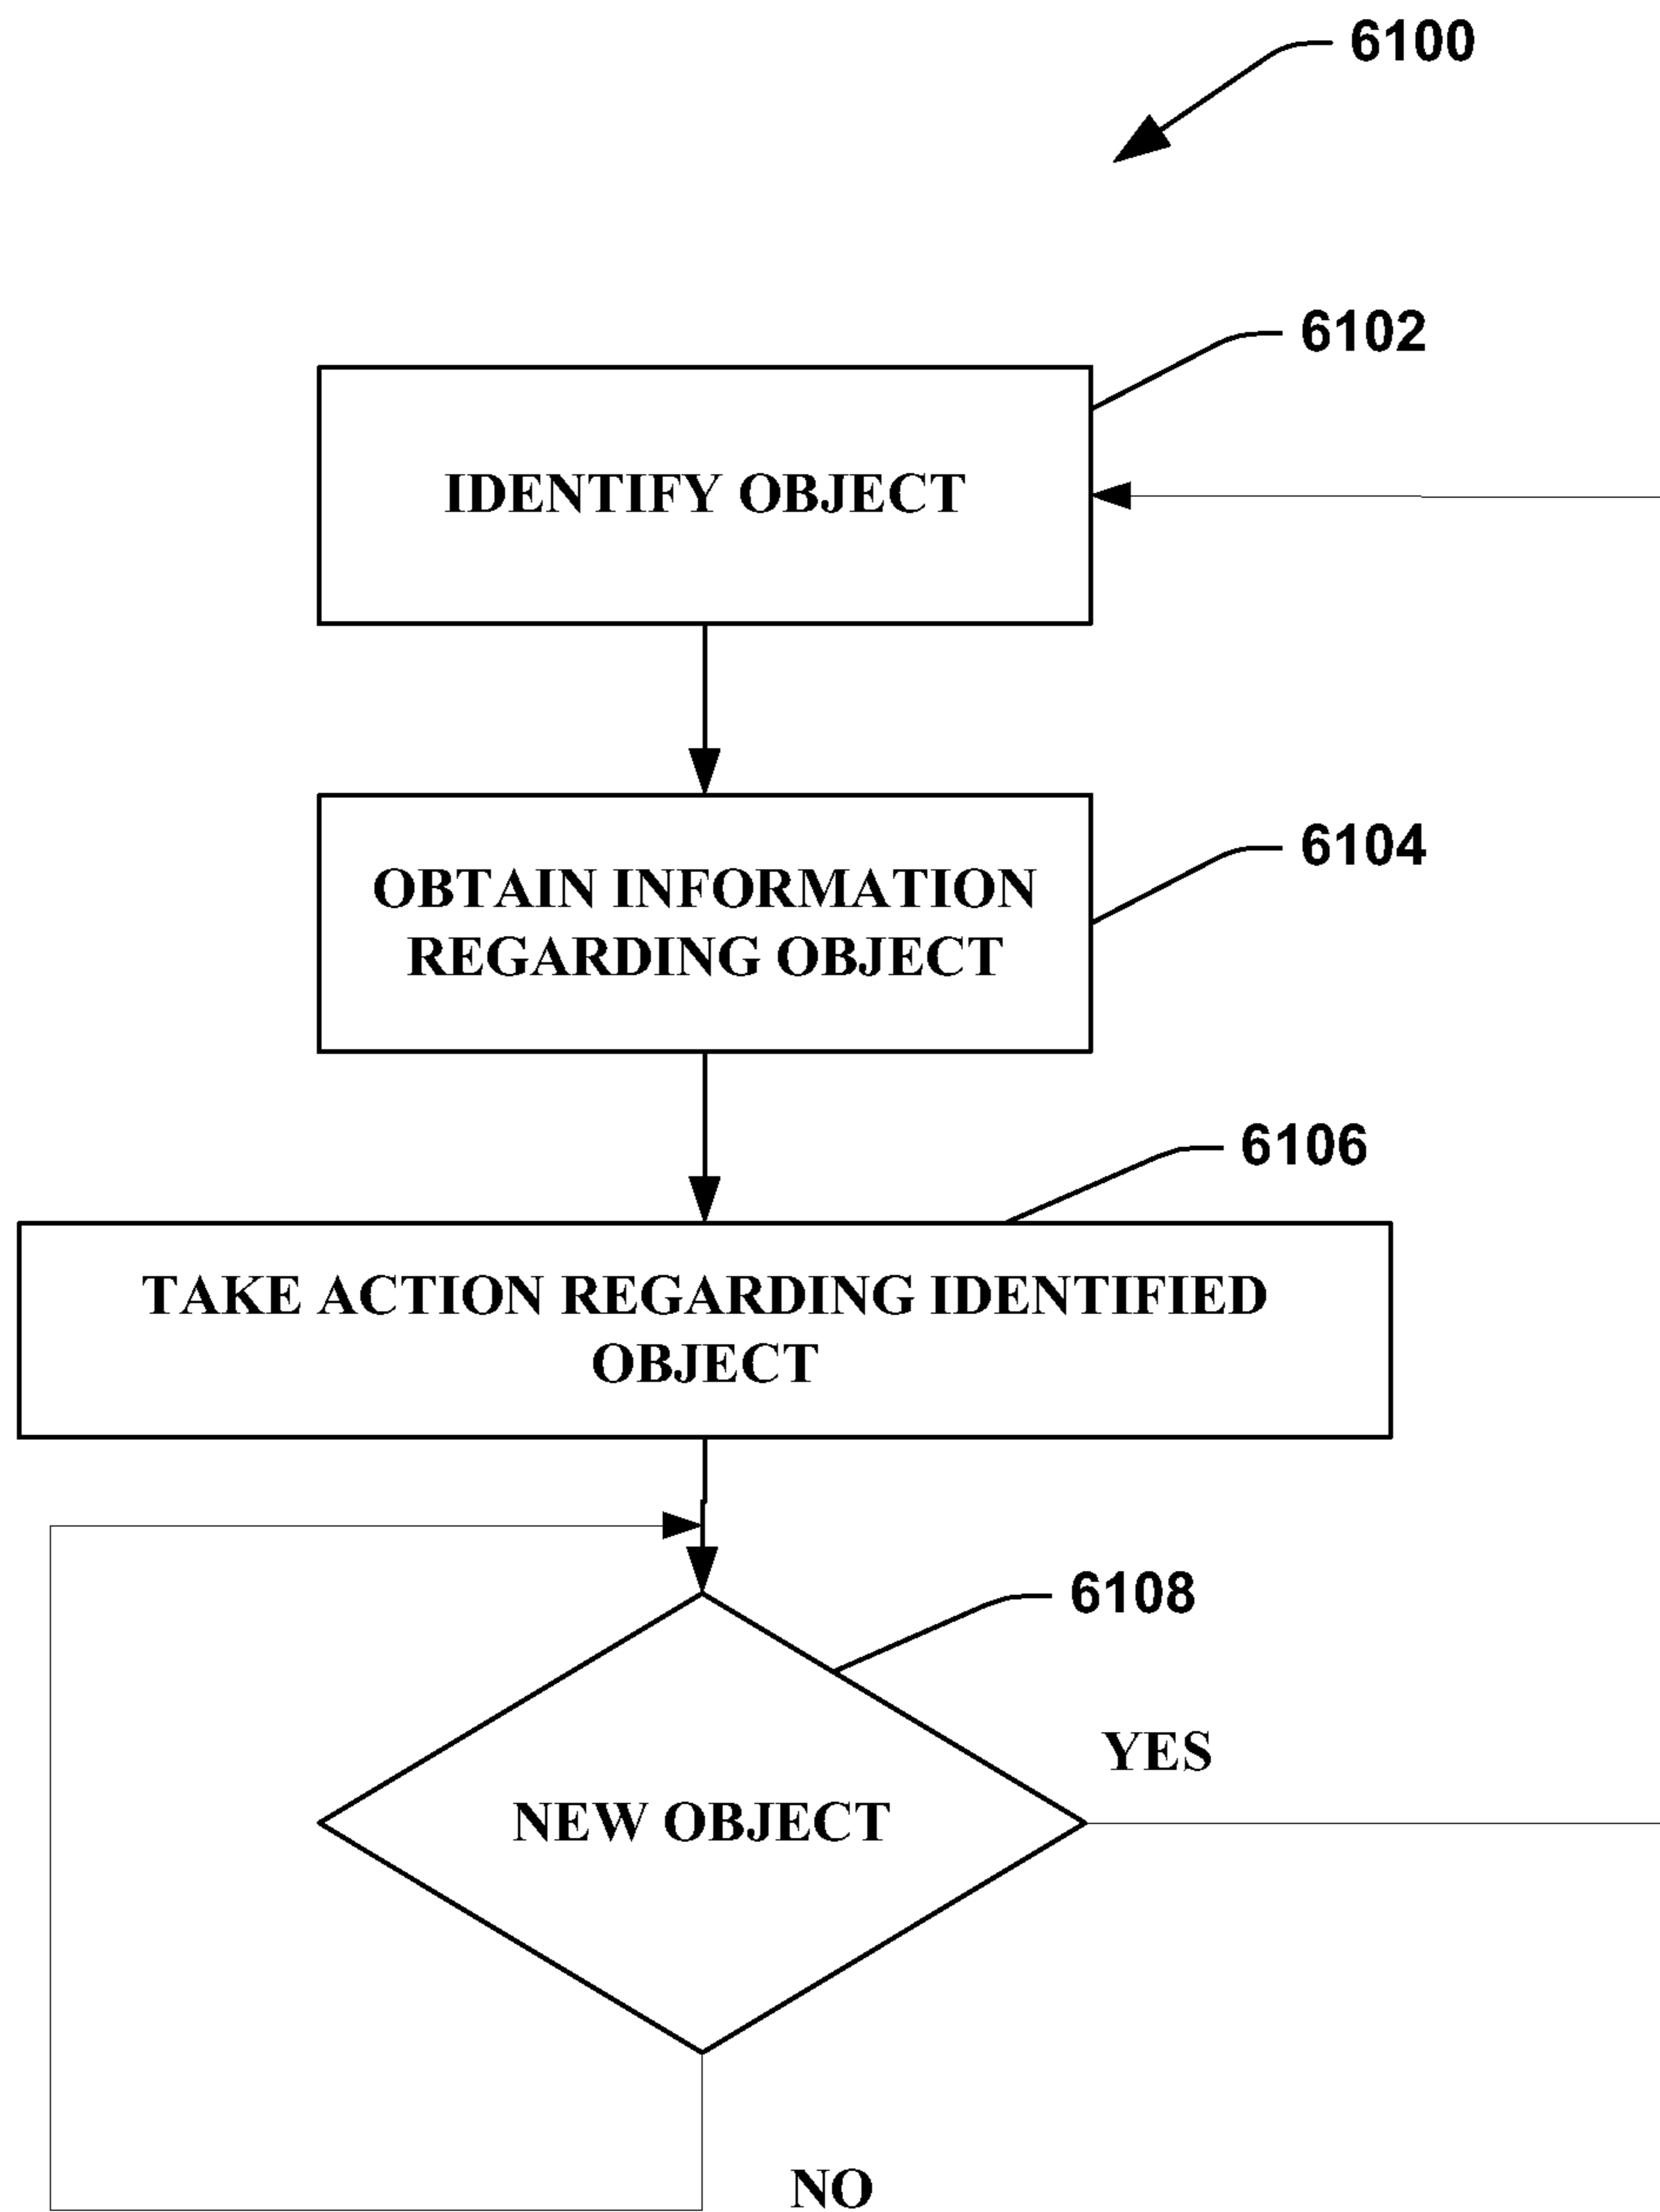 6100
6102
IDENTIFY OBJECT
6104
OBTAIN INFORMATION
REGARDING OBJECT
6106
TAKE ACTION REGARDING IDENTIFIED
OBJECT
6108
YES
NEW OBJECT
NO